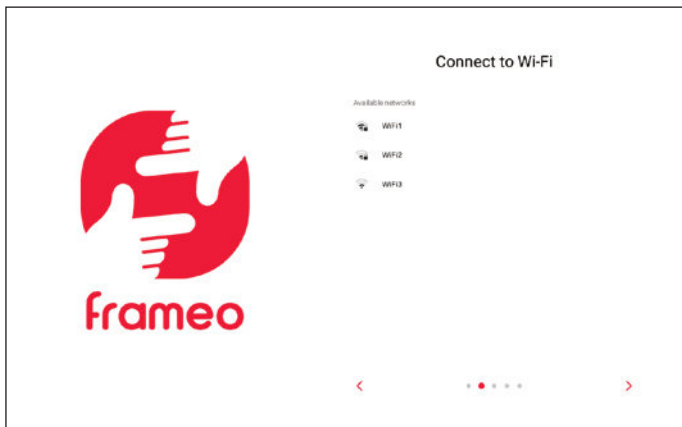 Connect to Wi-Fi
Available networks
WiFi1
WiFi2
WiFi3
frameo